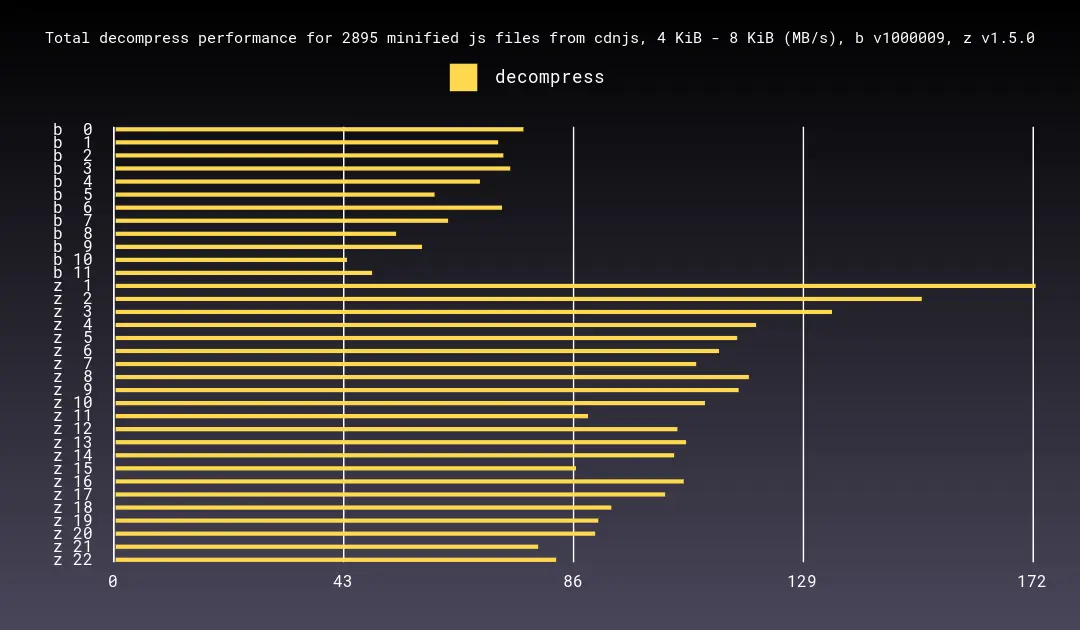 Total decompress performance for 2895 minified js files from cdnjs, 4 KiB - 8 KiB (MB/s), b v1000009, z v1.5.0
decompress
b 0
b 1
b 2
b 3
b 4
b 5
b 6
b 7
b 8
b 9
b 10
b 11
z 1
z 2
z 3
z 4
z 5
z 6
z 7
z 8
z 9
z 10
z 11
z 12
z 13
z 14
z 15
z 16
z 17
z 18
z 19
z 20
z 21
z 22
0 43 86 129 172